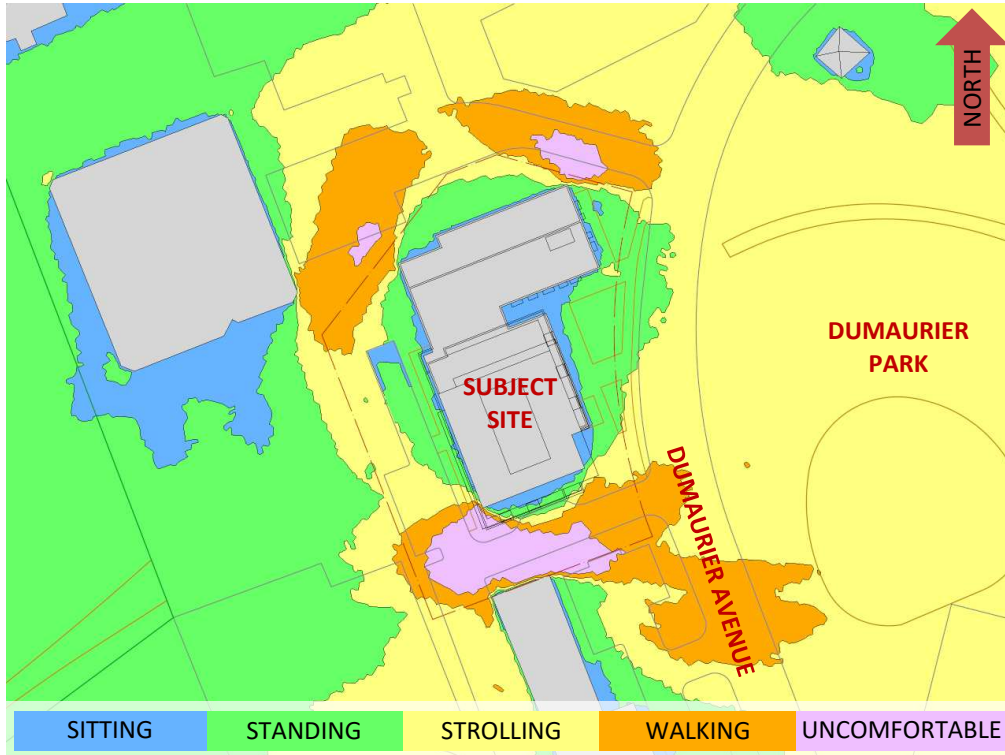 NORTH
DUMAURIER
PARK
SUBJECT
SITE
DUMAURIER AVENUE
SITTING
STANDING
STROLLING
WALKING
UNCOMFORTABLE